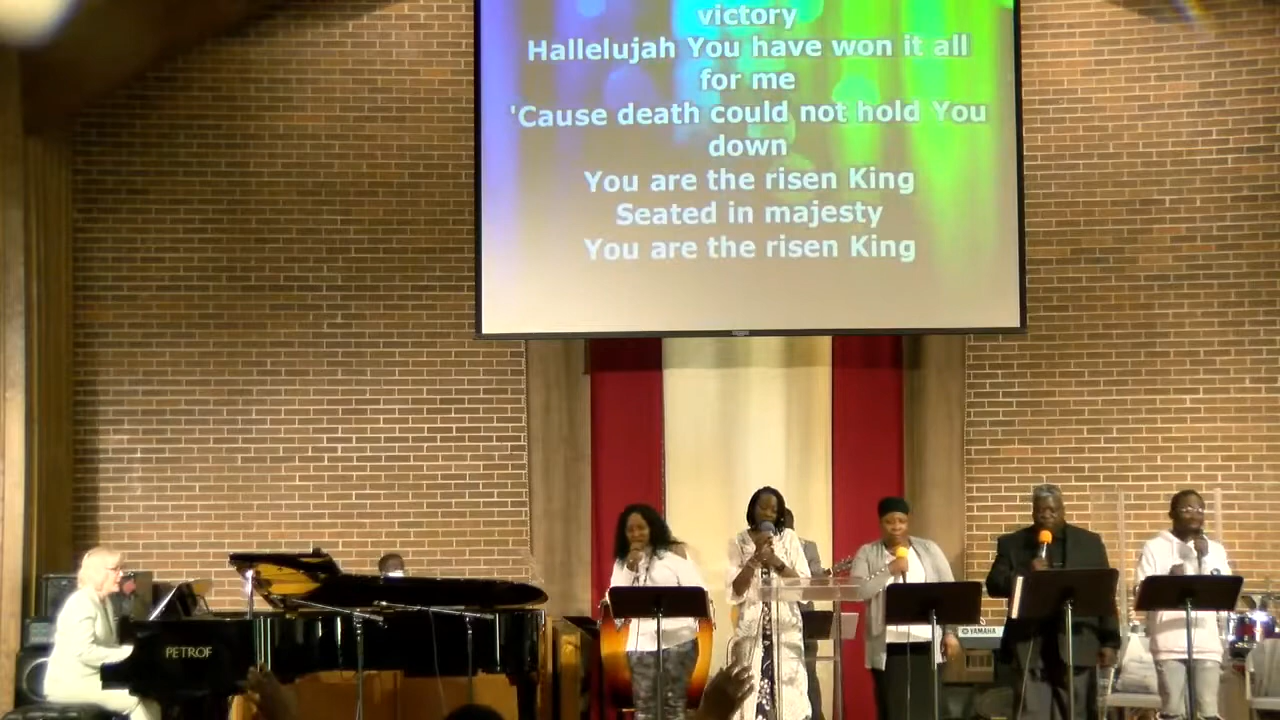 victory
Hallelujah You have won it all
for me
'Cause death could not hold You
down
You are the risen King
Seated in majesty
You are the risen King
PETROF
YAMAHA